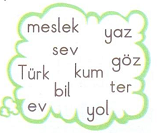 meslek yaz
sev
göz
Türk kum
bil ter
ev yol